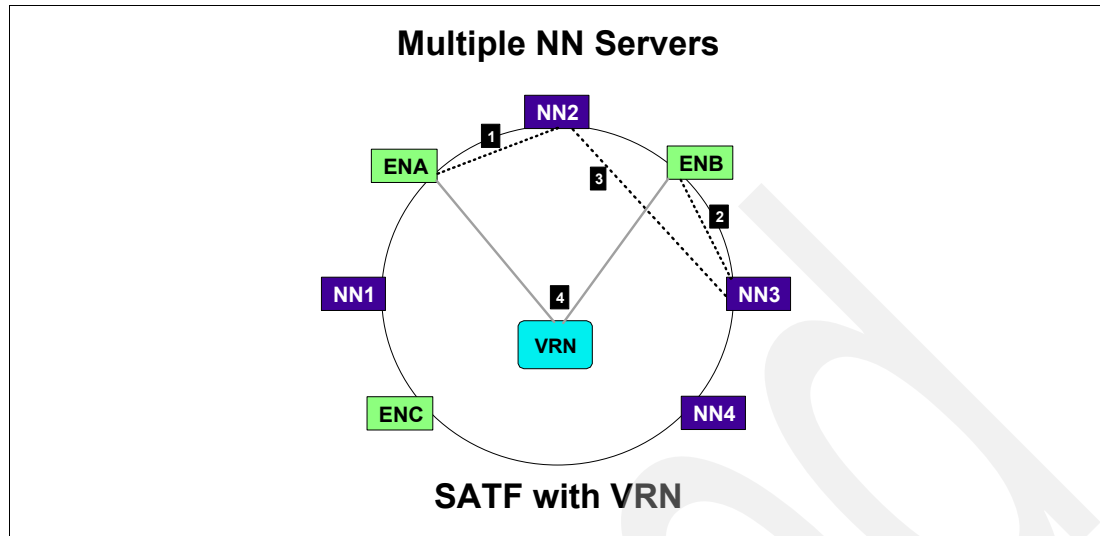 Multiple NN Servers
NN2
1
ENA
ENB
3
2
NN1
4
NN3
VRN
ENC
NN4
SATF with VRN